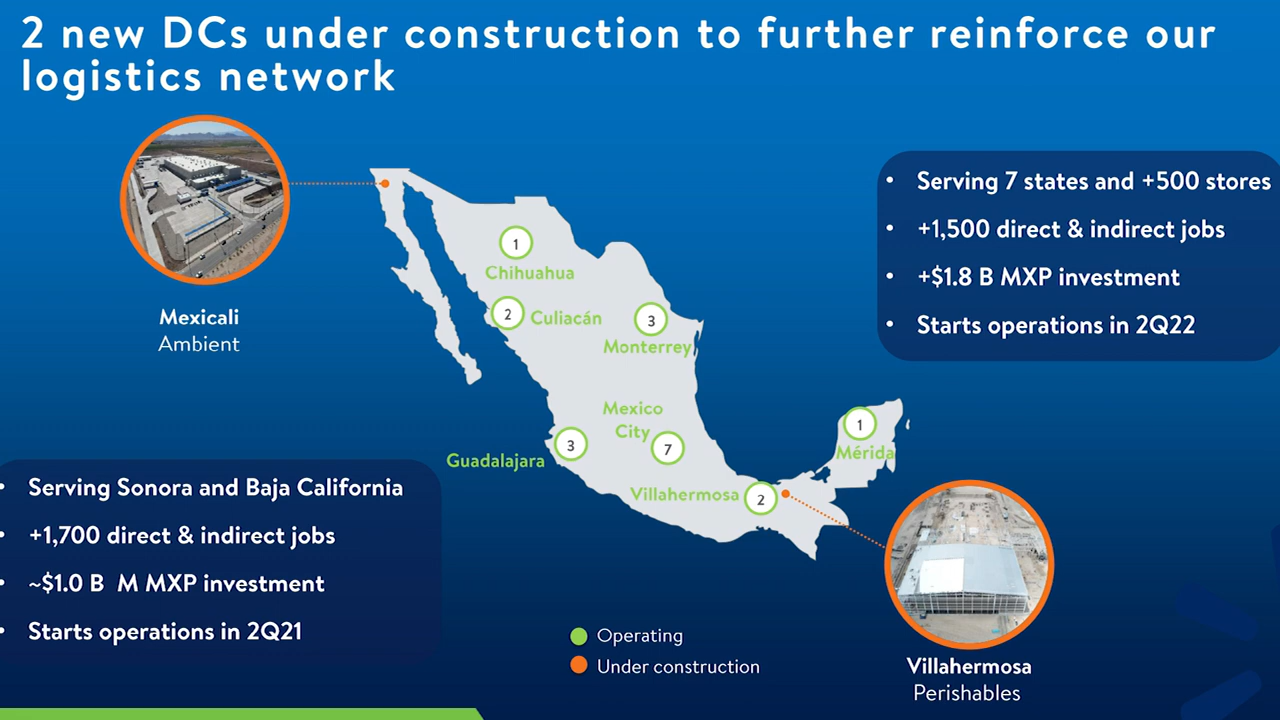 2 new DCs under construction to further reinforce our
logistics network
Mexicali
Ambient
• Serving 7 states and +500 stores
• +1,500 direct & indirect jobs
• +$1.8 B MXP investment
• Starts operations in 2Q22
1
Chihuahua
2 Culiacán
3
Monterrey
Mexico
City
7
Guadalajara
3
1
Mérida
Villahermosa
2
• Serving Sonora and Baja California
• +1,700 direct & indirect jobs
• ~$1.0 B  M MXP investment
• Starts operations in 2Q21
Operating
Under construction
Villahermosa
Perishables